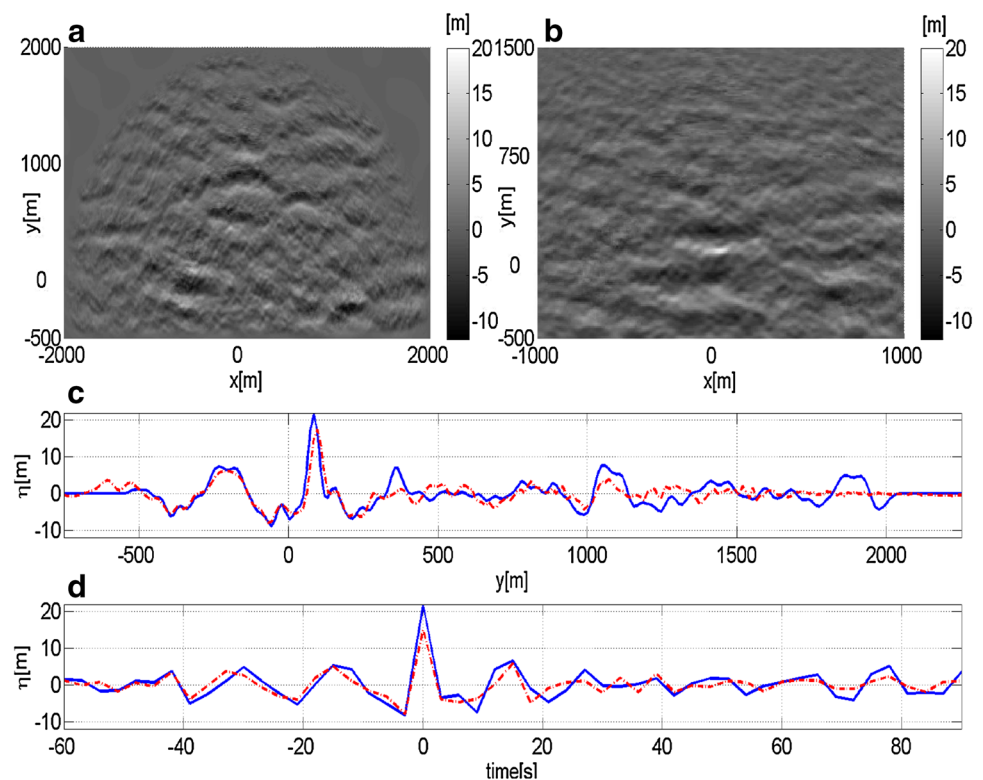 a [m] b [m]
2000 20 1500 20
15 15
10 10
1000 750
5 5
y[m] 0 y[m] 0
0 -5 0 -5
-10 -10
-500 -500
-2000 0 2000 -1000 0 1000
x[m] x[m]
c
20
10
η[m]
0
-10
-500 0 500 1000 1500 2000
y[m]
d
20
10
η[m]
0
-10
-60 -40 -20 0 20 40 60 80
time[s]